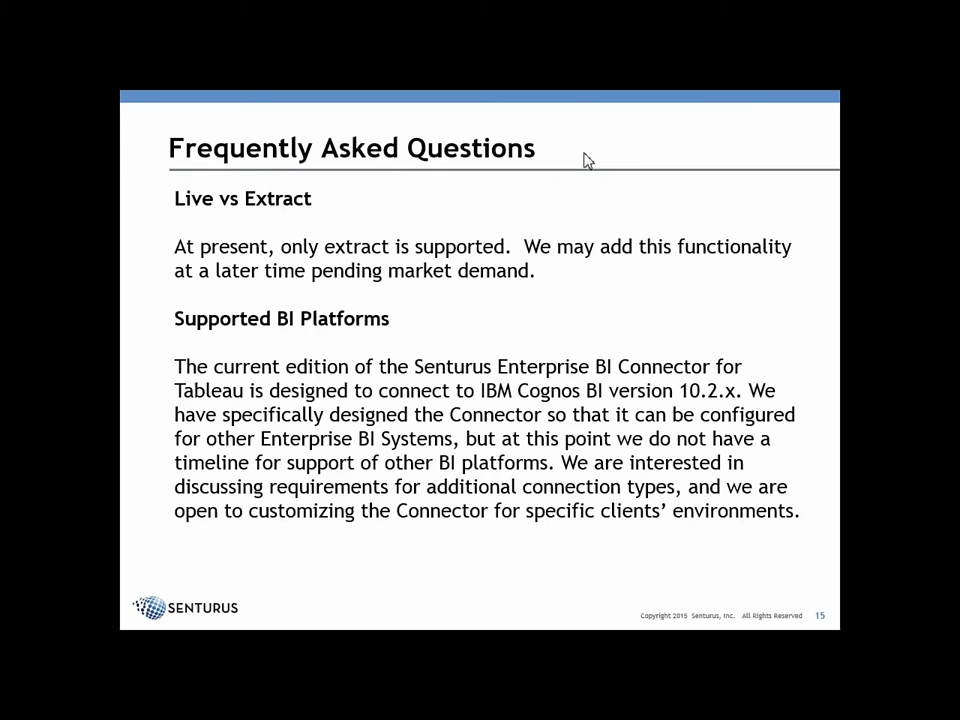 Frequently Asked Questions
Live vs Extract
At present, only extract is supported.  We may add this functionality
at a later time pending market demand.
Supported BI Platforms
The current edition of the Senturus Enterprise BI Connector for
Tableau is designed to connect to IBM Cognos BI version 10.2.x. We
have specifically designed the Connector so that it can be configured
for other Enterprise BI Systems, but at this point we do not have a
timeline for support of other BI platforms. We are interested in
discussing requirements for additional connection types, and we are
open to customizing the Connector for specific clients’ environments.
SENTURUS
Copyright 2015  Senturus, Inc.   All Rights Reserved
15